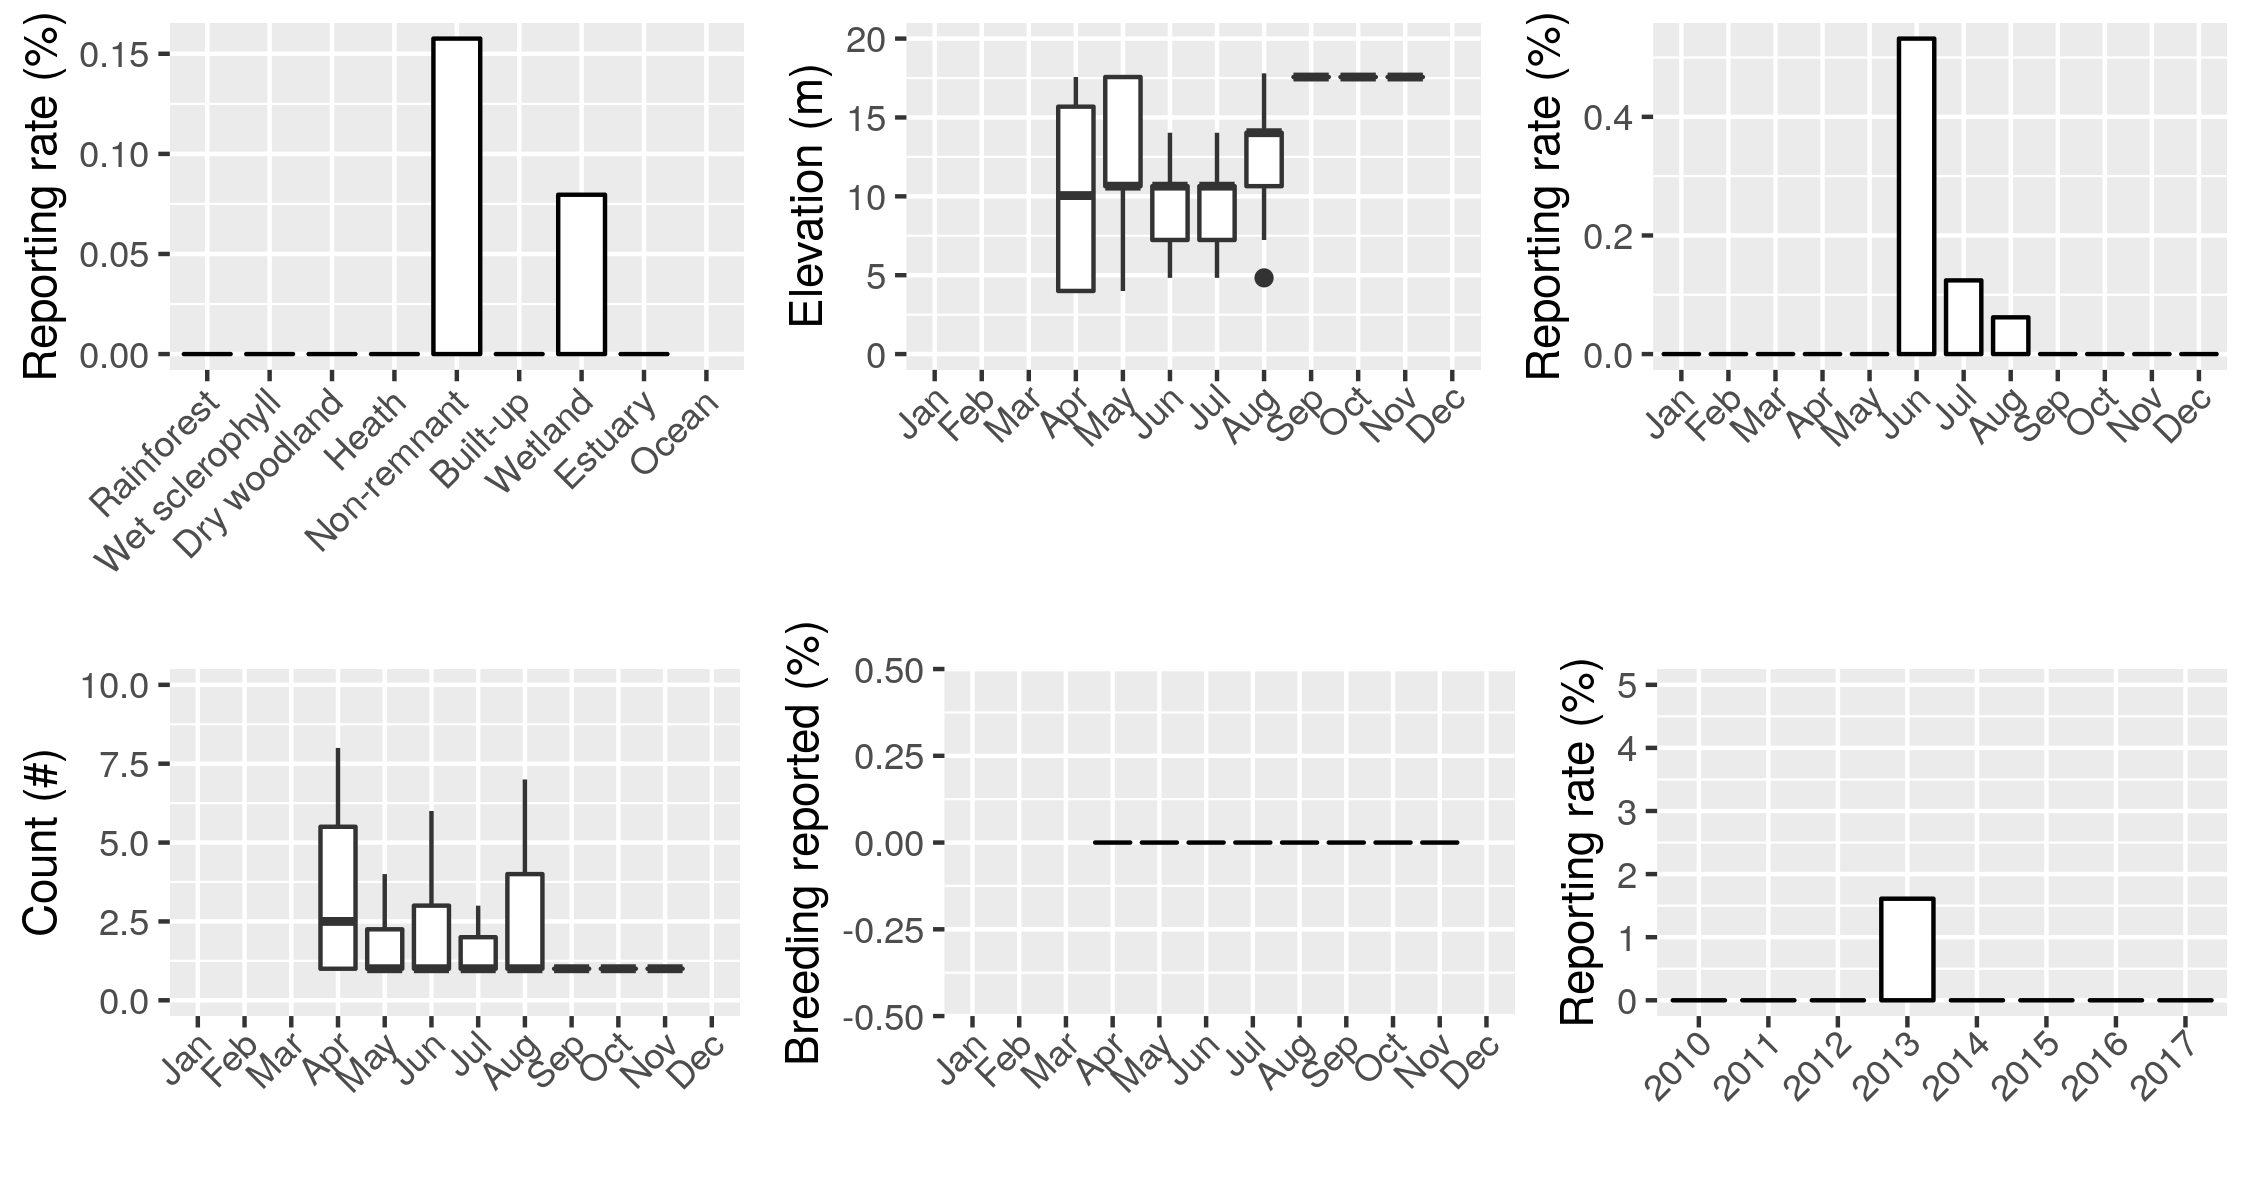 Reporting rate (%)
0.15
0.10
0.05
0.00
Rainforest
Wet sclerophyll
Dry woodland
Heath
Non-remnant
Built-up
Wetland
Estuary
Ocean
Elevation (m)
20
15
10
5
0
Jan
Feb
Mar
Apr
May
Jun
Jul
Aug
Sep
Oct
Nov
Dec
Reporting rate (%)
0.4
0.2
0.0
Jan
Feb
Mar
Apr
May
Jun
Jul
Aug
Sep
Oct
Nov
Dec
Count (#)
10.0
7.5
5.0
2.5
0.0
Jan
Feb
Mar
Apr
May
Jun
Jul
Aug
Sep
Oct
Nov
Dec
Breeding reported (%)
0.50
0.25
0.00
-0.25
-0.50
Jan
Feb
Mar
Apr
May
Jun
Jul
Aug
Sep
Oct
Nov
Dec
Reporting rate (%)
5
4
3
2
1
0
2010
2011
2012
2013
2014
2015
2016
2017